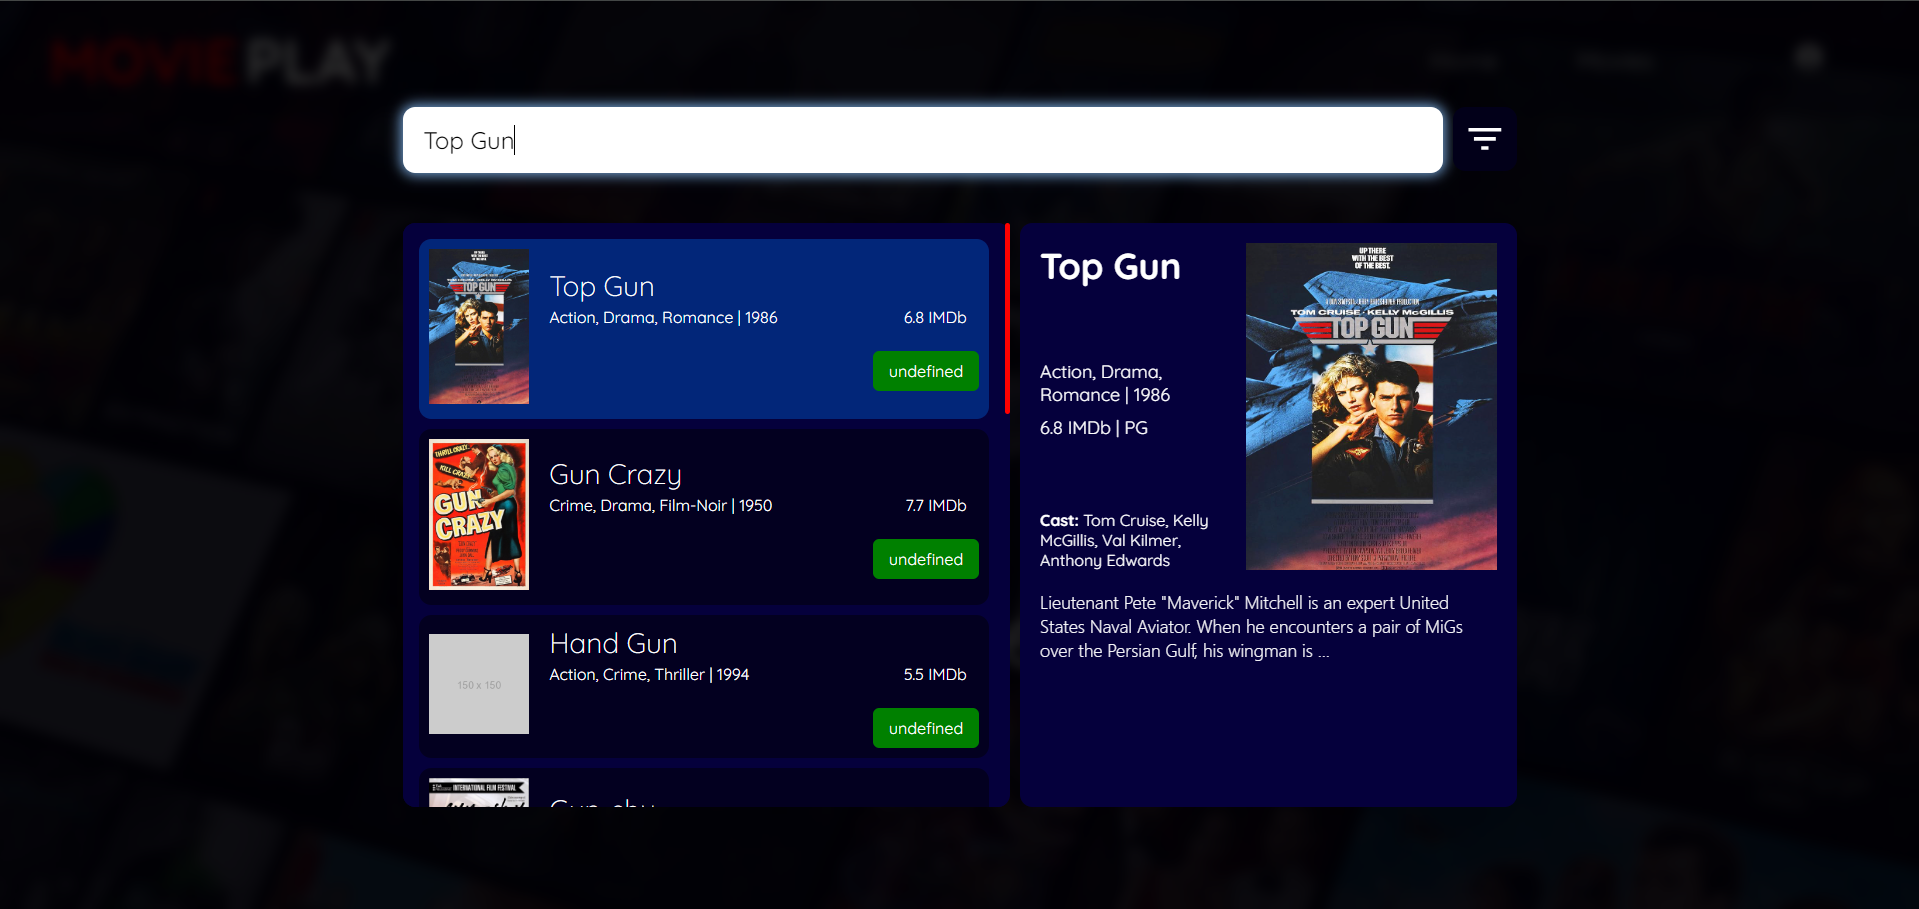 MOVIE PLAY
Top Gun
Top Gun
Action, Drama, Romance | 1986
6.8 IMDb
undefined
Gun Crazy
Crime, Drama, Film-Noir | 1950
7.7 IMDb
undefined
150 x 150
Hand Gun
Action, Crime, Thriller | 1994
5.5 IMDb
undefined
INTERNATIONAL FILM FESTIVAL
Top Gun
Action, Drama,
Romance | 1986
6.8 IMDb | PG
Cast: Tom Cruise, Kelly
McGillis, Val Kilmer,
Anthony Edwards
UP THERE
WITH THE BEST
OF THE BEST.
TOM CRUISE · KELLY McGILLIS
TOP GUN
Lieutenant Pete "Maverick" Mitchell is an expert United
States Naval Aviator. When he encounters a pair of MiGs
over the Persian Gulf, his wingman is ...
GUN
CRAZY